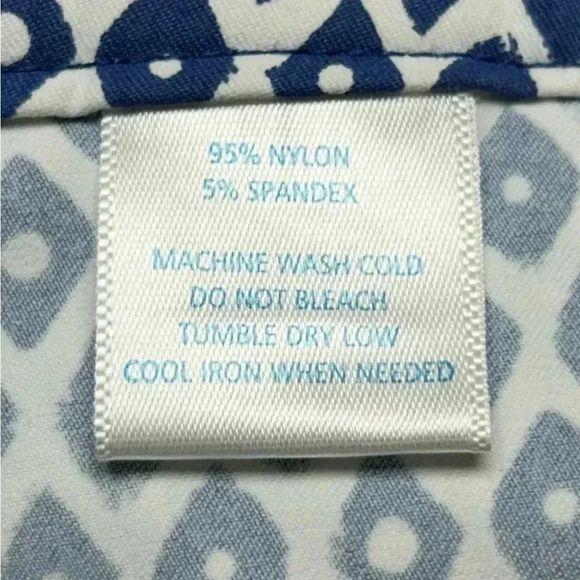 95% NYLON
5% SPANDEX
MACHINE WASH COLD
DO NOT BLEACH
TUMBLE DRY LOW
COOL IRON WHEN NEEDED